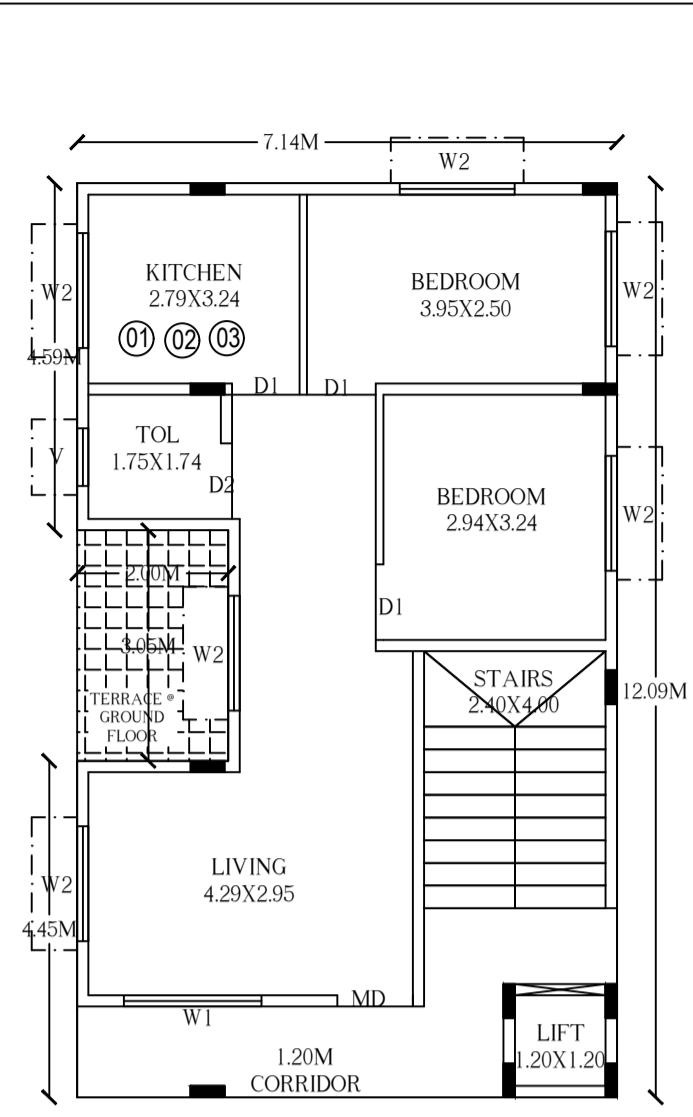 7.14M
W2
KITCHEN
2.79X3.24
01 02 03
BEDROOM
3.95X2.50
W2
W2
4.59M
D1
D1
TOL
1.75X1.74
V
D2
BEDROOM
2.94X3.24
W2
2.00M
D1
3.05M
W2
TERRACE @
GROUND
FLOOR
STAIRS
2.40X4.00
12.09M
LIVING
4.29X2.95
W2
4.45M
MD
W1
LIFT
1.20X1.20
1.20M
CORRIDOR